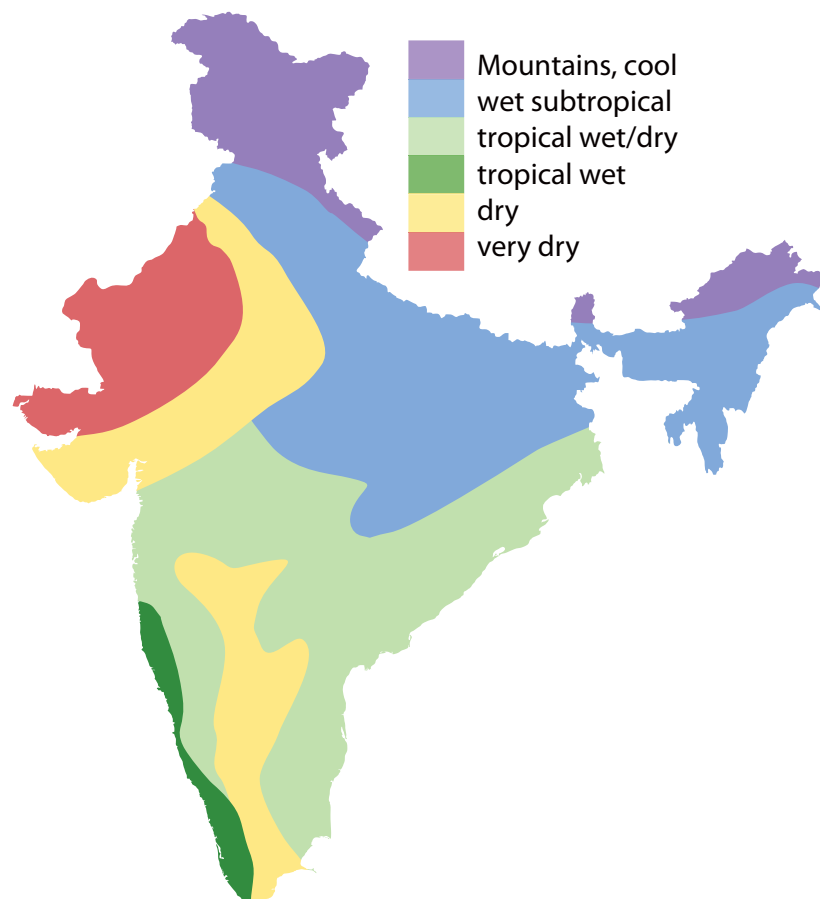 Mountains, cool
wet subtropical
tropical wet/dry
tropical wet
dry
very dry